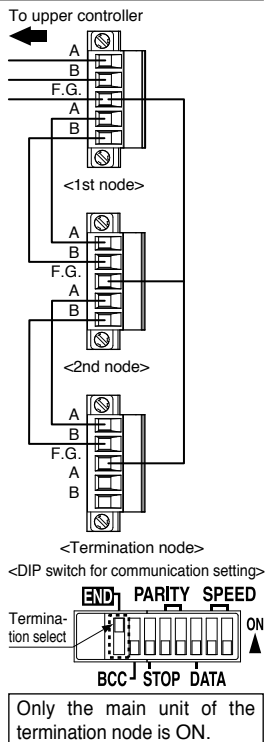 To upper controller
A
B
F.G.
A
B
<1st node>
A
B
F.G.
A
B
<2nd node>
A
B
F.G.
A
B
<Termination node>
<DIP switch for communication setting>
END PARITY SPEED
Termina-
tion select
ON
BCC STOP DATA
Only the main unit of the
termination node is ON.